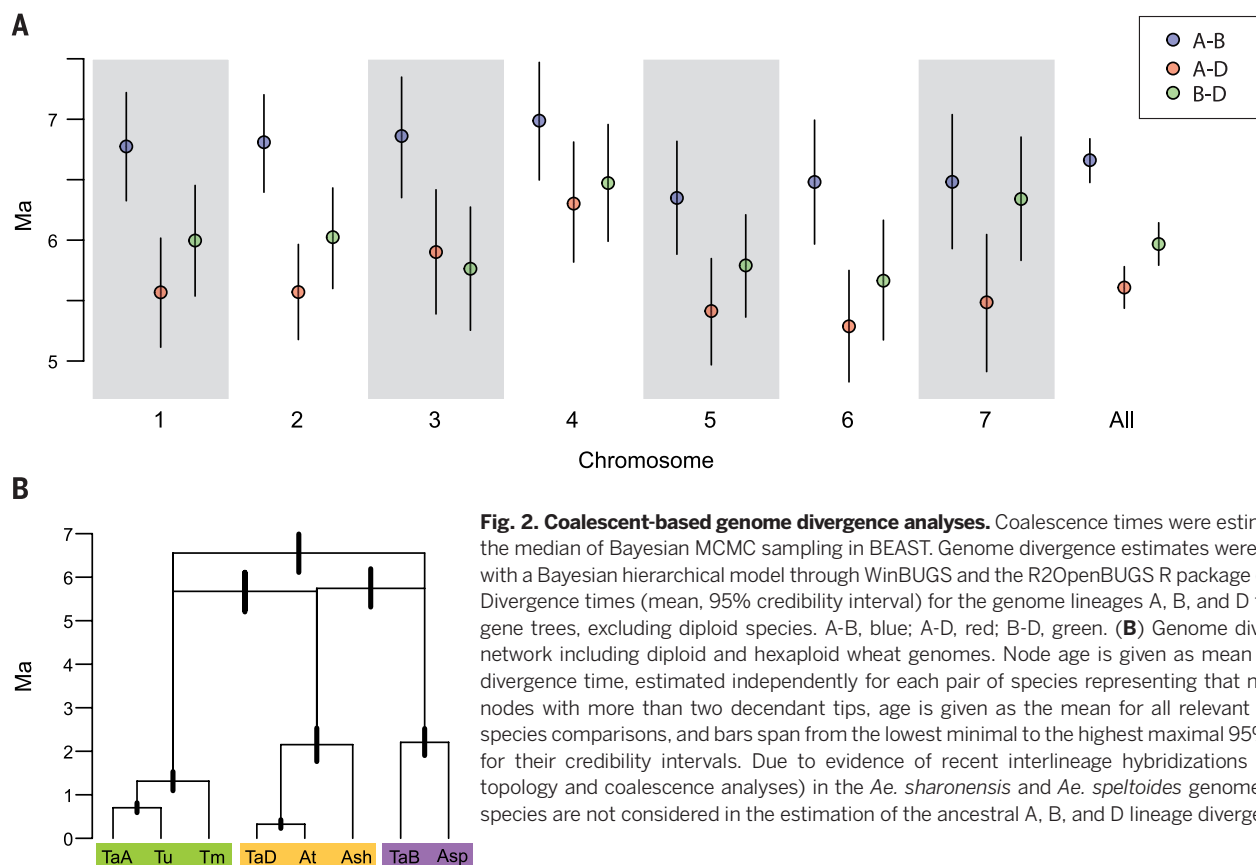 A
A-B
A-D
B-D
7
6
5
Ma
1 2 3 4 5 6 7 All
Chromosome
B
7
6
5
4
3
2
1
0
Ma
TaA Tu Tm TaD At Ash TaB Asp
Fig. 2. Coalescent-based genome divergence analyses. Coalescence times were estim
the median of Bayesian MCMC sampling in BEAST. Genome divergence estimates were
with a Bayesian hierarchical model through WinBUGS and the R2OpenBUGS R package
Divergence times (mean, 95% credibility interval) for the genome lineages A, B, and D
gene trees, excluding diploid species. A-B, blue; A-D, red; B-D, green. (B) Genome dive
network including diploid and hexaploid wheat genomes. Node age is given as mean
divergence time, estimated independently for each pair of species representing that n
nodes with more than two decendant tips, age is given as the mean for all relevant
species comparisons, and bars span from the lowest minimal to the highest maximal 95%
for their credibility intervals. Due to evidence of recent interlineage hybridizations
topology and coalescence analyses) in the Ae. sharonensis and Ae. speltoides genome
species are not considered in the estimation of the ancestral A, B, and D lineage diverge